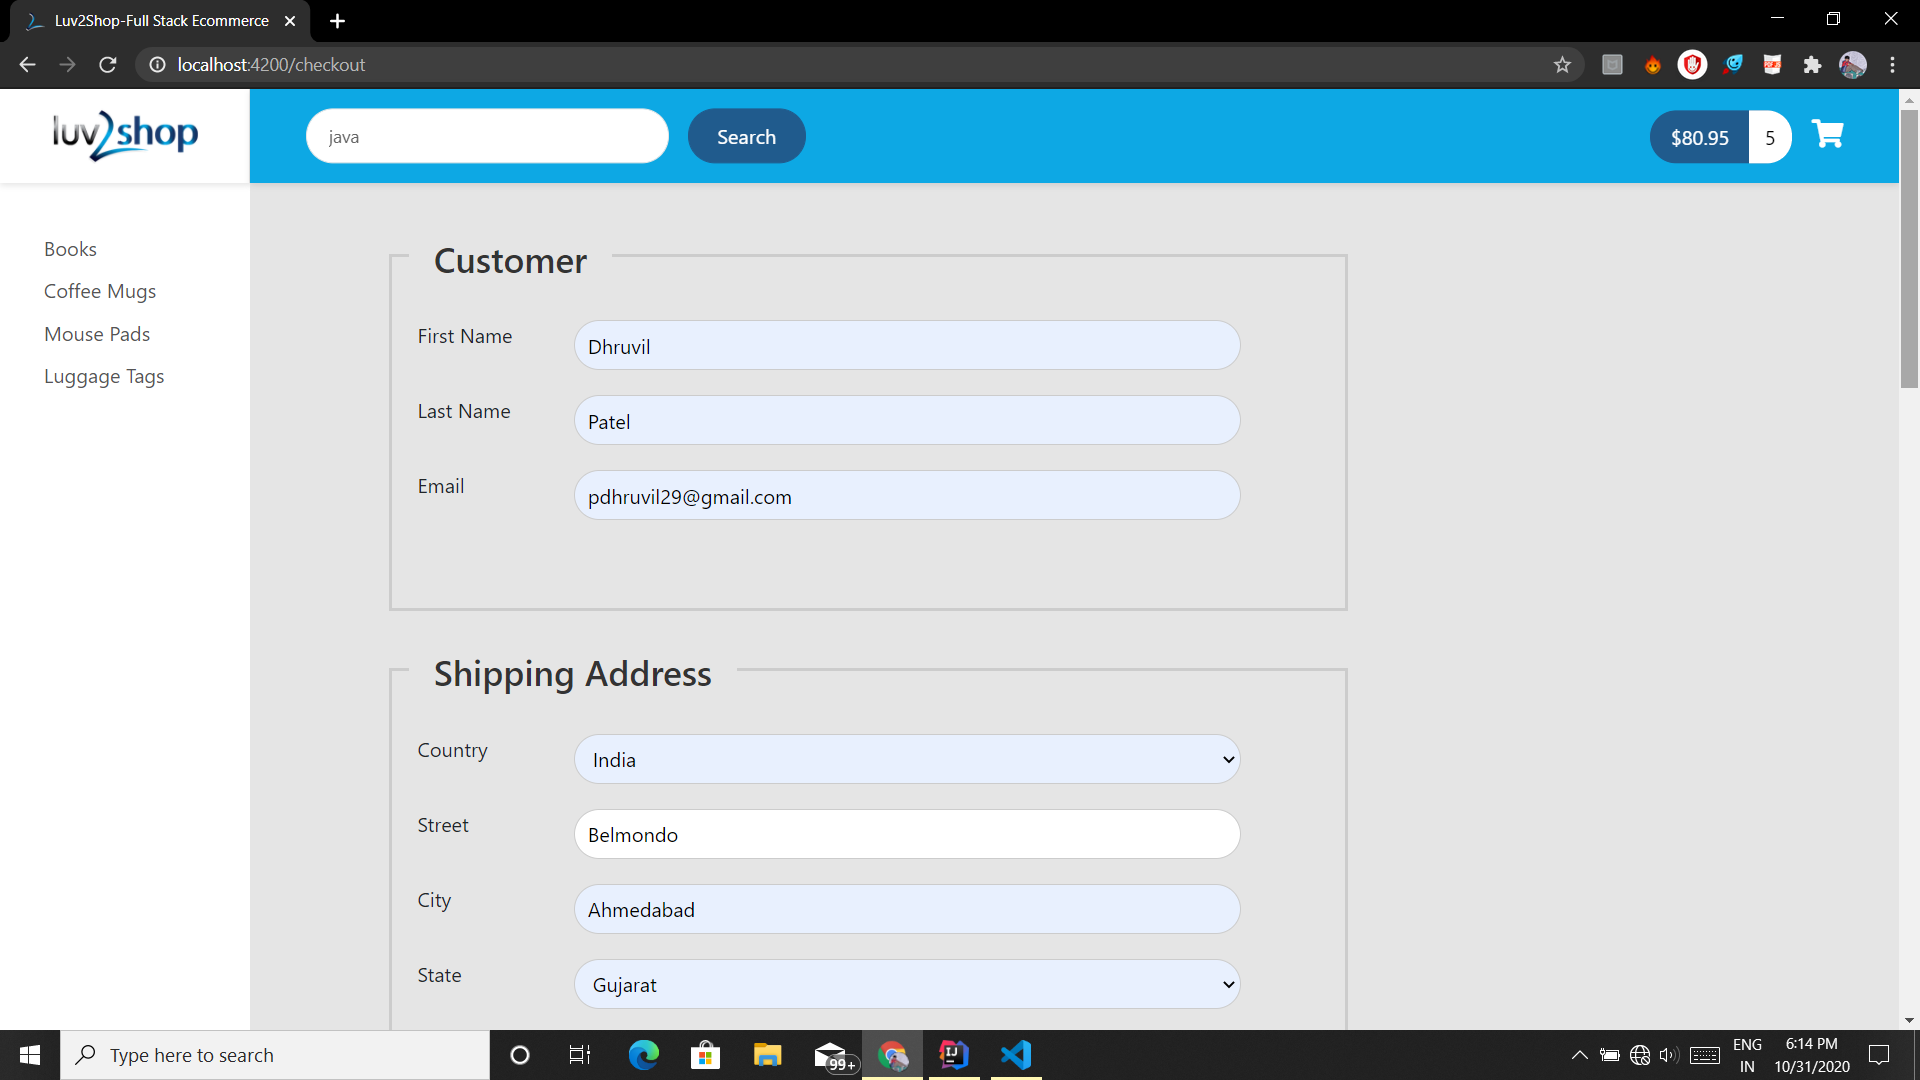 Luv2Shop-Full Stack Ecommerce
localhost:4200/checkout
luv2shop
java
Search
$80.95
5
Books
Coffee Mugs
Mouse Pads
Luggage Tags
Customer
First Name
Dhruvil
Last Name
Patel
Email
pdhruvil29@gmail.com
Shipping Address
Country
India
Street
Belmondo
City
Ahmedabad
State
Gujarat
Type here to search
99+
IJ
ENG
IN
6:14 PM
10/31/2020